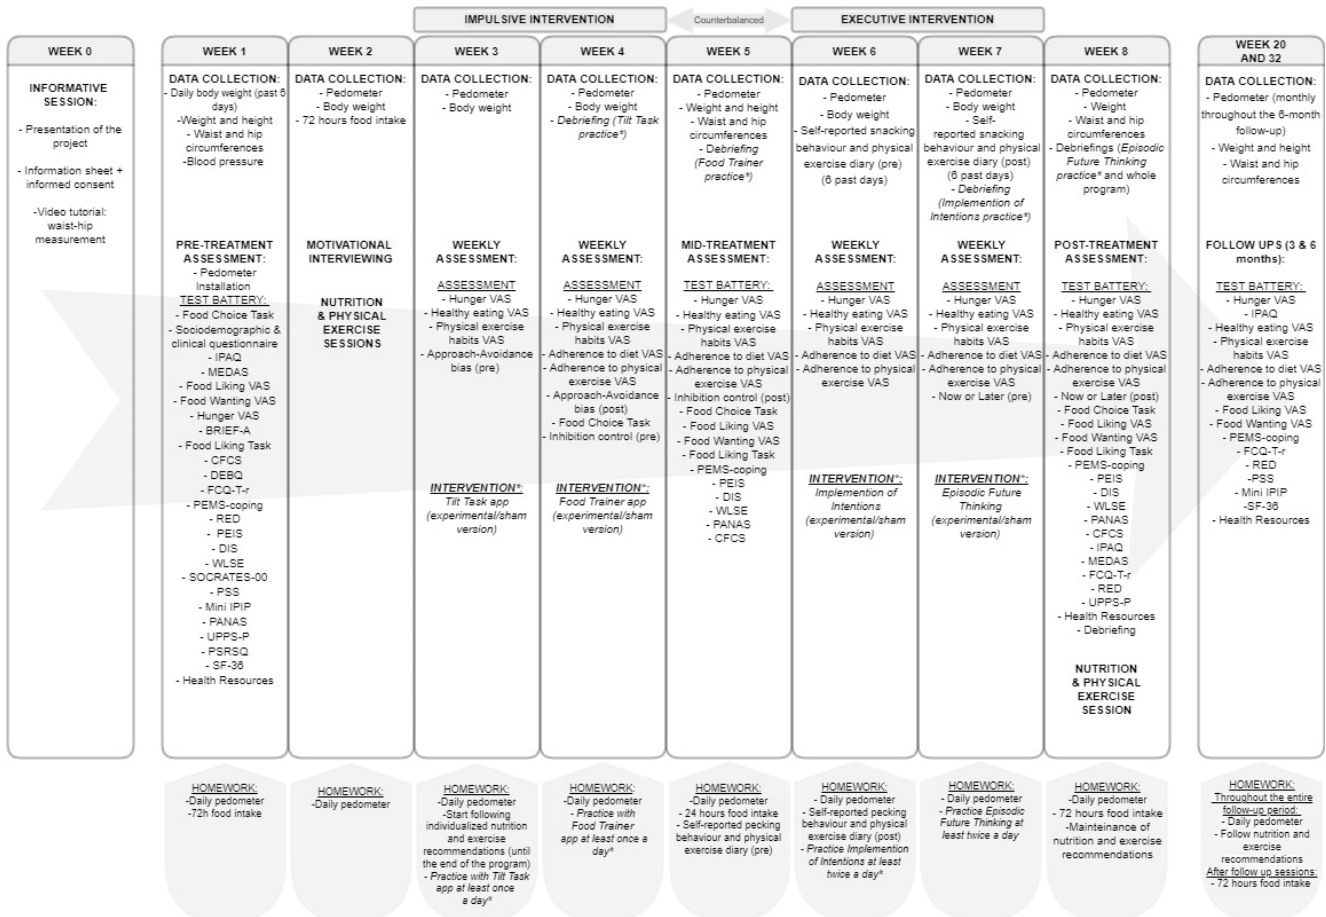 IMPULSIVE INTERVENTION
Counterbalanced
EXECUTIVE INTERVENTION
WEEK 0
INFORMATIVE
SESSION:
- Presentation of the
project
- Information sheet +
informed consent
-Video tutorial:
waist-hip
measurement
WEEK 1
DATA COLLECTION:
- Daily body weight (past 6
days)
-Weight and height
- Waist and hip
circumferences
-Blood pressure
PRE-TREATMENT
ASSESSMENT:
- Pedometer
Installation
TEST BATTERY:
- Food Choice Task
- Sociodemographic &
clinical questionnaire
- IPAQ
- MEDAS
- Food Liking VAS
- Food Wanting VAS
- Hunger VAS
- BRIEF-A
- Food Liking Task
- CFCS
- DEBQ
- FCQ-T-r
- PEMS-coping
- RED
- PEIS
- DIS
- WLSE
- SOCRATES-00
- PSS
- Mini IPIP
- PANAS
- UPPS-P
- PSRSQ
- SF-36
- Health Resources
HOMEWORK:
-Daily pedometer
-72h food intake
WEEK 2
DATA COLLECTION:
- Pedometer
- Body weight
- 72 hours food intake
MOTIVATIONAL
INTERVIEWING
NUTRITION
& PHYSICAL
EXERCISE
SESSIONS
HOMEWORK:
-Daily pedometer
WEEK 3
DATA COLLECTION:
- Pedometer
- Body weight
WEEKLY
ASSESSMENT:
ASSESSMENT
- Hunger VAS
- Healthy eating VAS
- Physical exercise
habits VAS
- Approach-Avoidance
bias (pre)
INTERVENTION*:
Tilt Task app
(experimental/sham
version)
HOMEWORK:
-Daily pedometer
-Start following
individualized nutrition
and exercise
recommendations (until
the end of the program)
- Practice with Tilt Task
app at least once
a day*
WEEK 4
DATA COLLECTION:
- Pedometer
- Body weight
- Debriefing (Tilt Task
practice*)
WEEKLY
ASSESSMENT:
ASSESSMENT
- Hunger VAS
- Healthy eating VAS
- Physical exercise
habits VAS
- Adherence to diet VAS
- Adherence to physical
exercise VAS
- Approach-Avoidance
bias (post)
- Food Choice Task
- Inhibition control (pre)
INTERVENTION*:
Food Trainer app
(experimental/sham
version)
HOMEWORK:
- Daily pedometer
- Practice with
Food Trainer
app at least once a
day*
WEEK 5
DATA COLLECTION:
- Pedometer
- Weight and height
- Waist and hip
circumferences
- Debriefing
(Food Trainer
practice*)
MID-TREATMENT
ASSESSMENT:
TEST BATTERY:
- Hunger VAS
- Healthy eating VAS
- Physical exercise
habits VAS
- Adherence to diet VAS
- Adherence to physical
exercise VAS
- Inhibition control (post)
- Food Choice Task
- Food Liking VAS
- Food Wanting VAS
- Food Liking Task
- PEMS-coping
- PEIS
- DIS
- WLSE
- PANAS
- CFCS
HOMEWORK:
-Daily pedometer
- 24 hours food intake
- Self-reported pecking
behaviour and physical
exercise diary (pre)
WEEK 6
DATA COLLECTION:
- Pedometer
- Body weight
- Self-reported snacking
behaviour and physical
exercise diary (pre)
(6 past days)
WEEKLY
ASSESSMENT:
ASSESSMENT
- Hunger VAS
- Healthy eating VAS
- Physical exercise
habits VAS
- Adherence to diet VAS
- Adherence to physical
exercise VAS
INTERVENTION*:
Implemention of
Intentions
(experimental/sham
version)
HOMEWORK:
- Daily pedometer
- Self-reported pecking
behaviour and physical
exercise diary (post)
- Practice Implemention
of Intentions at least
twice a day*
WEEK 7
DATA COLLECTION:
- Pedometer
- Body weight
- Self-
reported snacking
behaviour and physical
exercise diary (post)
(6 past days)
- Debriefing
(Implemention of
Intentions practice*)
WEEKLY
ASSESSMENT:
ASSESSMENT
- Hunger VAS
- Healthy eating VAS
- Physical exercise
habits VAS
- Adherence to diet VAS
- Adherence to physical
exercise VAS
- Now or Later (pre)
INTERVENTION*:
Episodic Future
Thinking
(experimental/sham
version)
HOMEWORK:
- Daily pedometer
- Practice Episodic
Future Thinking at
least twice a day
WEEK 8
DATA COLLECTION:
- Pedometer
- Weight
- Waist and hip
circumferences
- Debriefings (Episodic
Future Thinking
practice* and whole
program)
POST-TREATMENT
ASSESSMENT:
TEST BATTERY:
- Hunger VAS
- Healthy eating VAS
- Physical exercise
habits VAS
- Adherence to diet VAS
- Adherence to physical
exercise VAS
- Now or Later (post)
- Food Choice Task
- Food Liking VAS
- Food Wanting VAS
- Food Liking Task
- PEMS-coping
- PEIS
- DIS
- WLSE
- PANAS
- CFCS
- IPAQ
- MEDAS
- FCQ-T-r
- RED
- UPPS-P
- Health Resources
- Debriefing
NUTRITION
& PHYSICAL
EXERCISE
SESSION
HOMEWORK:
-Daily pedometer
- 72 hours food intake
-Mainteinance of
nutrition and exercise
recommendations
WEEK 20
AND 32
DATA COLLECTION:
- Pedometer (monthly
throughout the 6-month
follow-up)
- Weight and height
- Waist and hip
circumferences
FOLLOW UPS (3 & 6
months):
TEST BATTERY:
- Hunger VAS
- IPAQ
- Healthy eating VAS
- Physical exercise
habits VAS
- Adherence to diet VAS
- Adherence to physical
exercise VAS
- Food Liking VAS
- Food Wanting VAS
- PEMS-coping
- FCQ-T-r
- RED
-PSS
- Mini IPIP
-SF-36
- Health Resources
HOMEWORK:
Throughout the entire
follow-up period:
- Daily pedometer
- Follow nutrition and
exercise
recommendations
After follow up sessions:
- 72 hours food intake